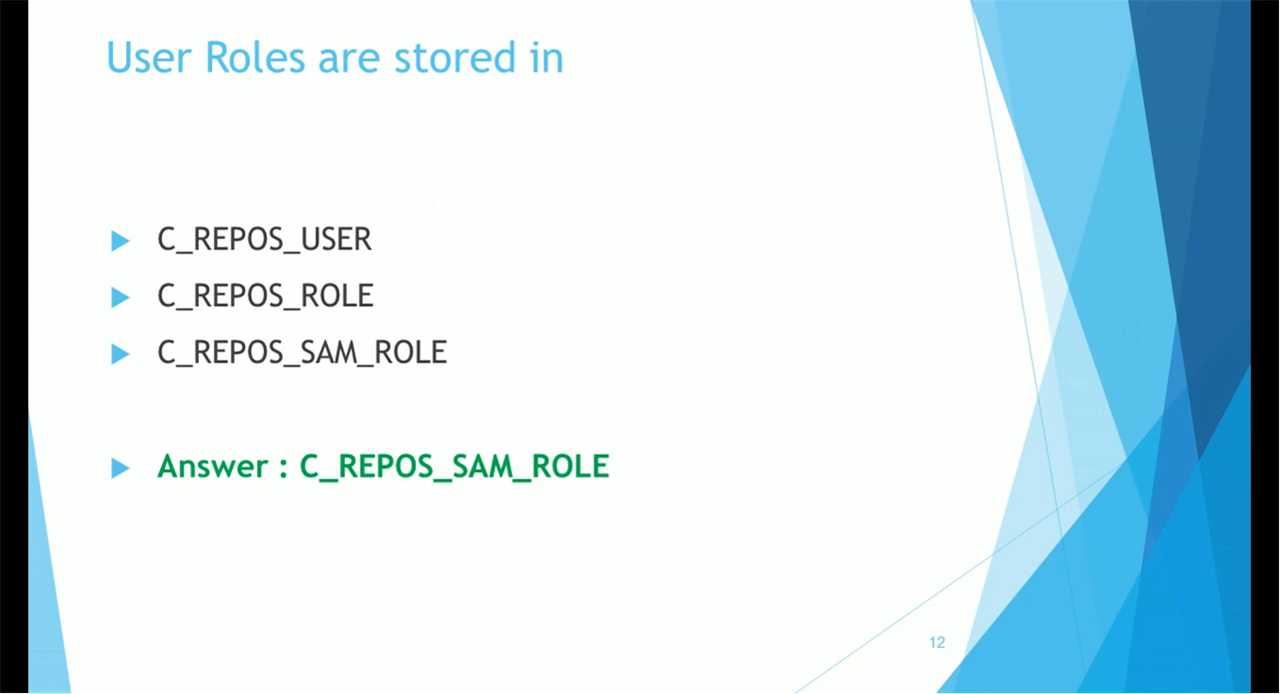 User Roles are stored in
C_REPOS_USER
C_REPOS_ROLE
C_REPOS_SAM_ROLE
Answer : C_REPOS_SAM_ROLE
12